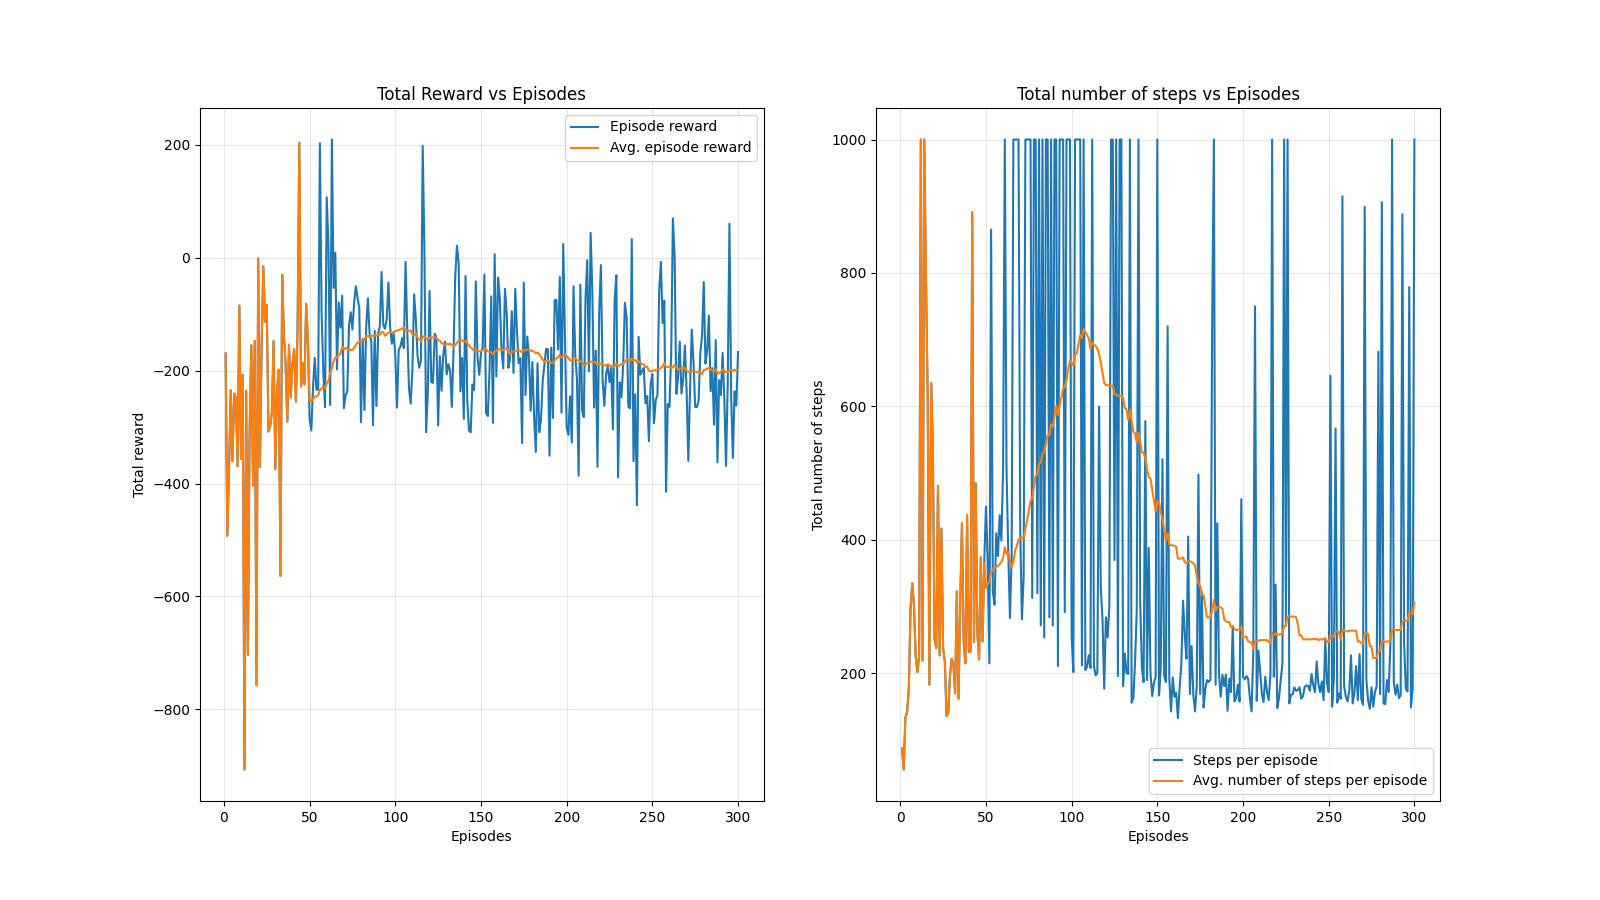 Total Reward vs Episodes
Episode reward
Avg. episode reward
200
0
−200
−400
−600
−800
Total reward
0
50
100
150
200
250
300
Episodes
Total number of steps vs Episodes
1000
800
600
400
200
Total number of steps
Steps per episode
Avg. number of steps per episode
0
50
100
150
200
250
300
Episodes